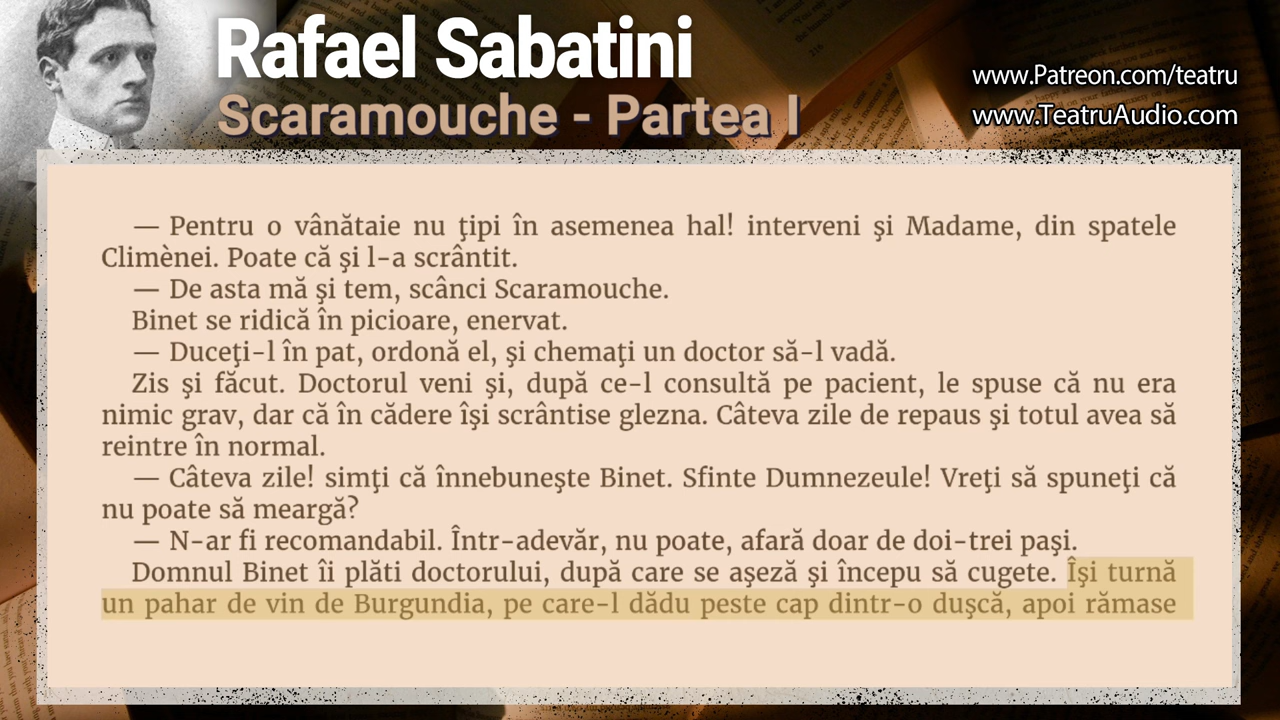 Rafael Sabatini
Scaramouche - Partea I
www.Patreon.com/teatru
www.TeatruAudio.com
— Pentru o vânătaie nu ţipi în asemenea hal! interveni şi Madame, din spatele
Climènei. Poate că şi l-a scrântit.
— De asta mă şi tem, scânci Scaramouche.
Binet se ridică în picioare, enervat.
— Duceţi-l în pat, ordonă el, şi chemaţi un doctor să-l vadă.
Zis şi făcut. Doctorul veni şi, după ce-l consultă pe pacient, le spuse că nu era
nimic grav, dar că în cădere îşi scrântise glezna. Câteva zile de repaus şi totul avea să
reintre în normal.
— Câteva zile! simţi că înnebuneşte Binet. Sfinte Dumnezeule! Vreţi să spuneţi că
nu poate să meargă?
— N-ar fi recomandabil. Într-adevăr, nu poate, afară doar de doi-trei paşi.
Domnul Binet îi plăti doctorului, după care se aşeză şi începu să cugete. Îşi turnă
un pahar de vin de Burgundia, pe care-l dădu peste cap dintr-o duşcă, apoi rămase